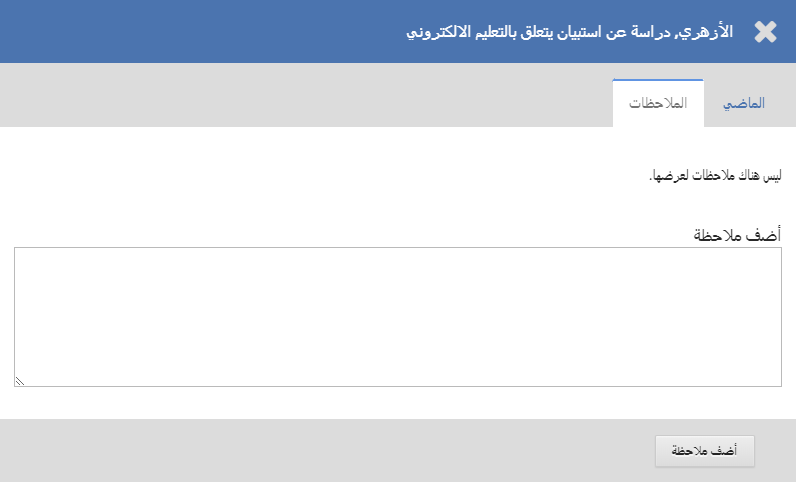 الأزهري, دراسة عن استبيان يتعلق بالتعليم الالكتروني
الماضي
الملاحظات
ليس هناك ملاحظات لعرضها.
أضف ملاحظة
أضف ملاحظة